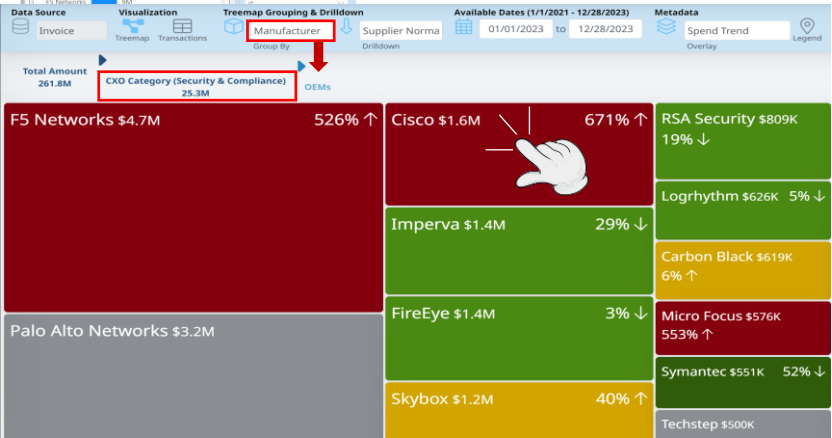 F5 Networks 9M
Data Source Visualization Treemap Grouping & Drilldown Available Dates (1/1/2021 - 12/28/2023) Metadata
Invoice Manufacturer Supplier Norma 01/01/2023 to 12/28/2023 Spend Trend
Treemap Transactions Legend
Group By Drilldown Overlay
Total Amount
261.8M
CXO Category (Security & Compliance)
25.3M
OEMs
F5 Networks $4.7M 526% ↑
Palo Alto Networks $3.2M
Cisco $1.6M 671% ↑
Imperva $1.4M 29% ↓
FireEye $1.4M 3% ↓
Skybox $1.2M 40% ↑
RSA Security $809K
19% ↓
Logrhythm $626K 5% ↓
Carbon Black $619K
6% ↑
Micro Focus $576K
553% ↑
Symantec $551K 52% ↓
Techstep $500K